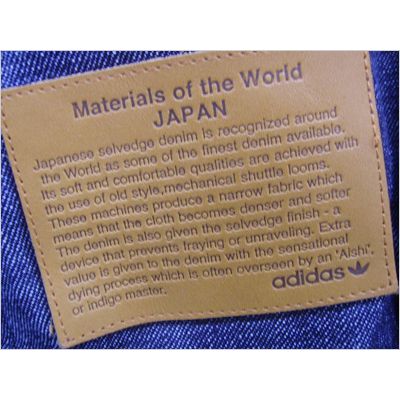 Materials of the World
JAPAN
Japanese selvedge denim is recognized around
the World as some of the finest denim available.
Its soft and comfortable qualities are achieved with
the use of old style,mechanical shuttle looms.
These machines produce a narrow fabric which
means that the cloth becomes denser and softer
The denim is also given the selvedge finish - a
device that prevents fraying or unraveling. Extra
value is given to the denim with the sensational
dying process which is often overseen by an 'Aishi',
or indigo master.
adidas